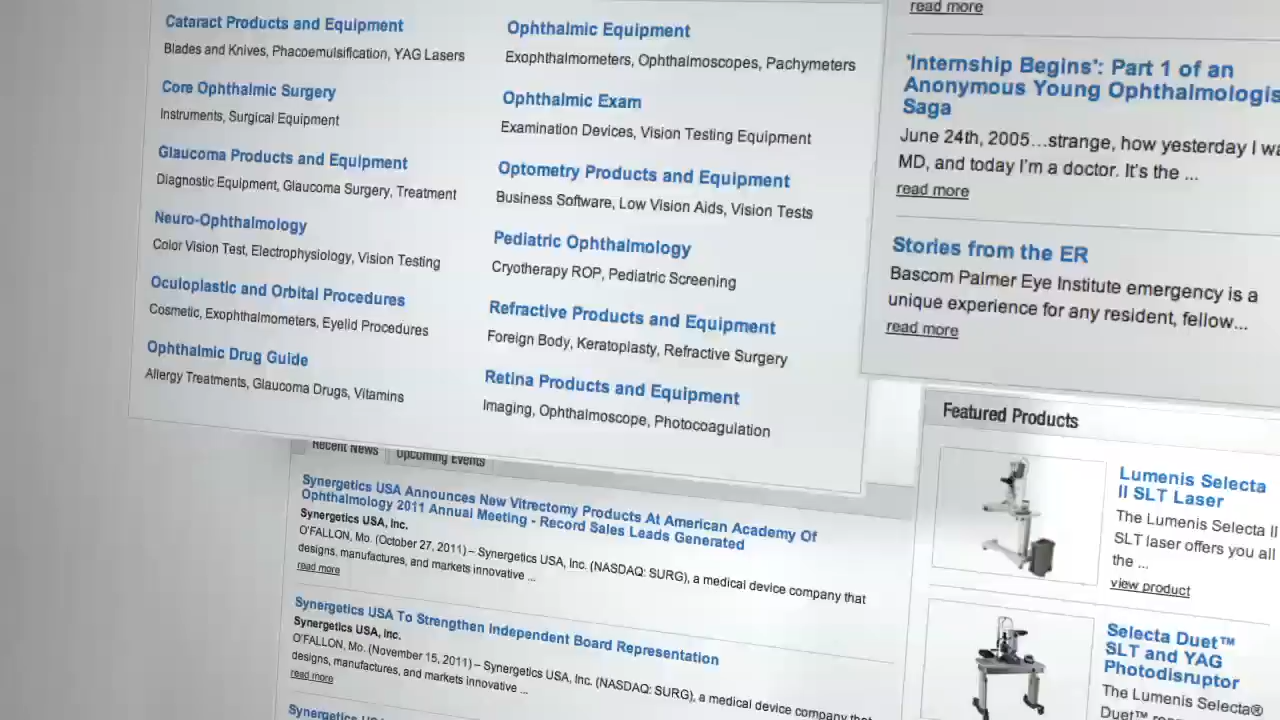 Cataract Products and Equipment
Blades and Knives, Phacoemulsification, YAG Lasers
Core Ophthalmic Surgery
Instruments, Surgical Equipment
Glaucoma Products and Equipment
Diagnostic Equipment, Glaucoma Surgery, Treatment
Neuro-Ophthalmology
Color Vision Test, Electrophysiology, Vision Testing
Oculoplastic and Orbital Procedures
Cosmetic, Exophthalmometers, Eyelid Procedures
Ophthalmic Drug Guide
Allergy Treatments, Glaucoma Drugs, Vitamins
Ophthalmic Equipment
Exophthalmometers, Ophthalmoscopes, Pachymeters
Ophthalmic Exam
Examination Devices, Vision Testing Equipment
Optometry Products and Equipment
Business Software, Low Vision Aids, Vision Tests
Pediatric Ophthalmology
Cryotherapy ROP, Pediatric Screening
Refractive Products and Equipment
Foreign Body, Keratoplasty, Refractive Surgery
Retina Products and Equipment
Imaging, Ophthalmoscope, Photocoagulation
read more
'Internship Begins': Part 1 of an
Anonymous Young Ophthalmologis
Saga
June 24th, 2005...strange, how yesterday I wa
MD, and today I'm a doctor. It's the ...
read more
Stories from the ER
Bascom Palmer Eye Institute emergency is a
unique experience for any resident, fellow...
read more
Recent News
Upcoming Events
Synergetics USA Announces New Vitrectomy Products At American Academy Of
Ophthalmology 2011 Annual Meeting - Record Sales Leads Generated
Synergetics USA, Inc.
O'FALLON, Mo. (October 27, 2011) – Synergetics USA, Inc. (NASDAQ: SURG), a medical device company that
designs, manufactures, and markets innovative ...
read more
Synergetics USA To Strengthen Independent Board Representation
Synergetics USA, Inc.
O'FALLON, Mo. (November 15, 2011) – Synergetics USA, Inc. (NASDAQ: SURG), a medical device company that
designs, manufactures, and markets innovative ...
read more
Synergetics
Featured Products
Lumenis Selecta
II SLT Laser
The Lumenis Selecta II
SLT laser offers you all
the ...
view product
Selecta Duet™
SLT and YAG
Photodisruptor
The Lumenis Selecta®
Duet™